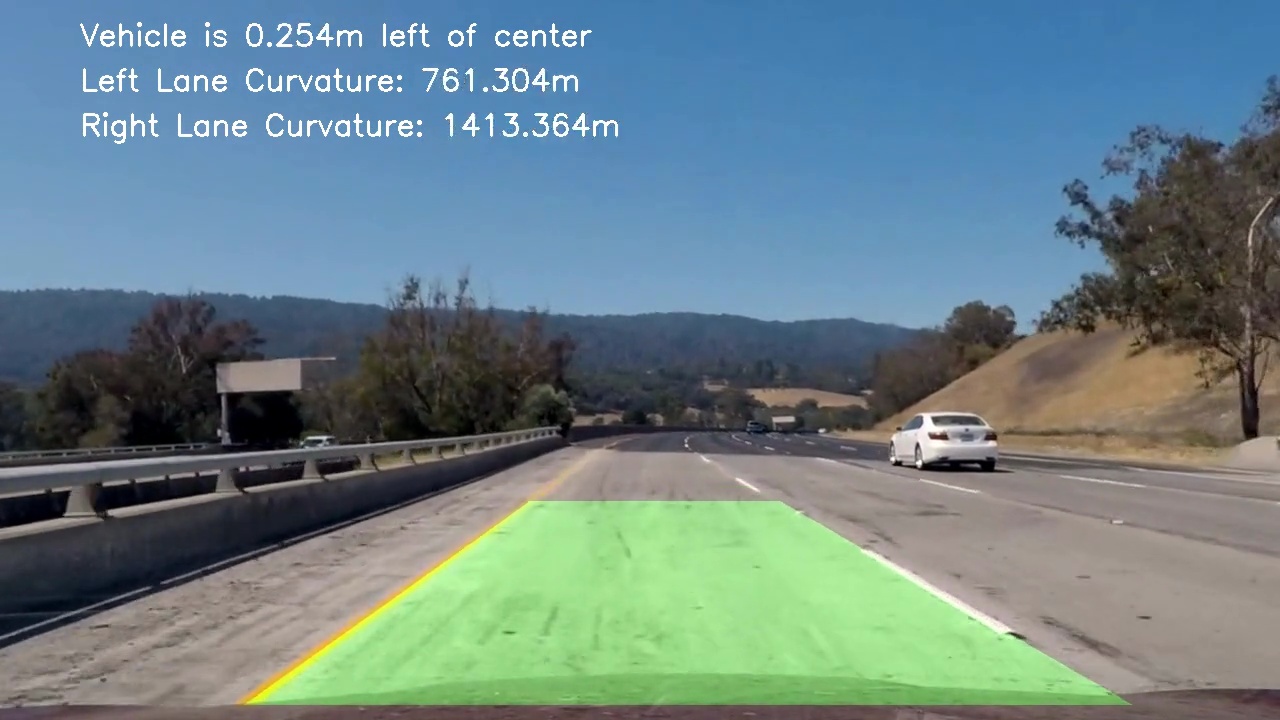 Vehicle is 0.254m left of center
Left Lane Curvature: 761.304m
Right Lane Curvature: 1413.364m